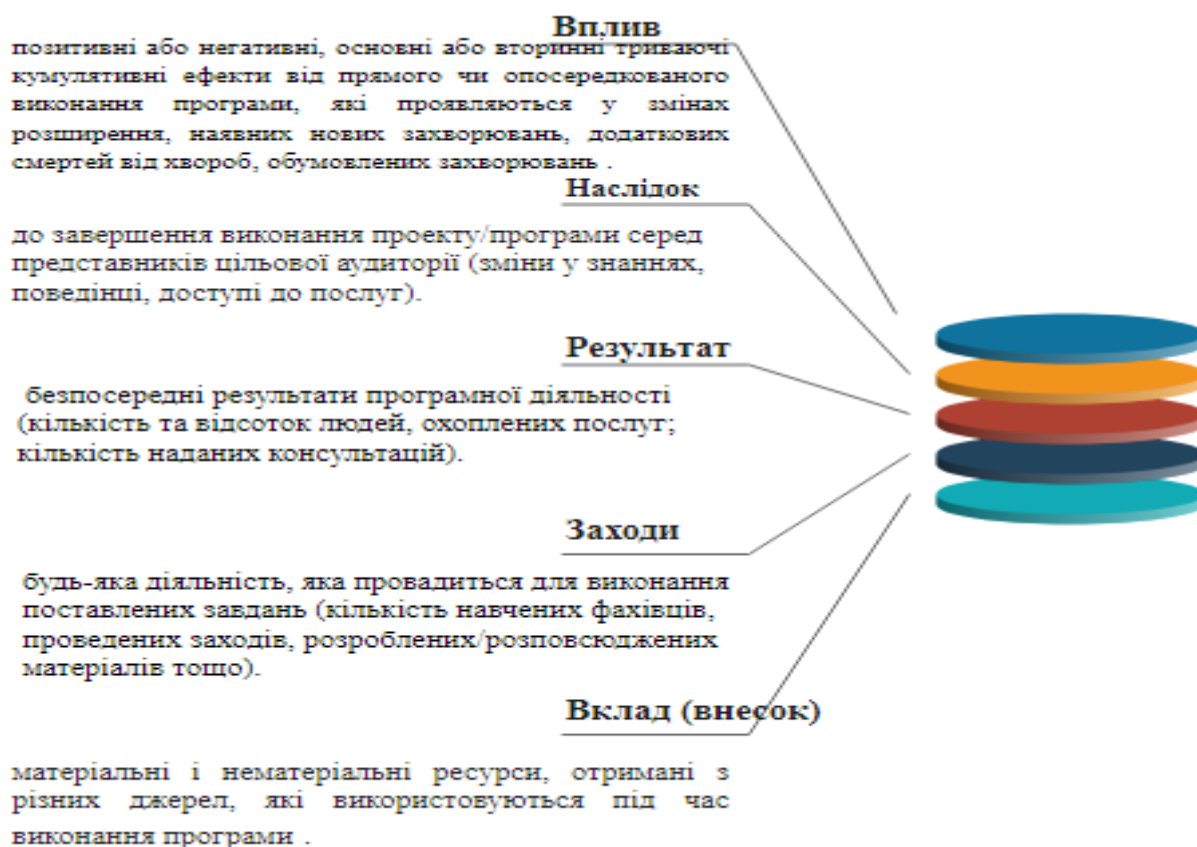 Вплив
позитивні або негативні, основні або вторинні триваючі
кумулятивні ефекти від прямого чи опосередкованого
виконання програми, які проявляються у змінах
розширення, наявних нових захворювань, додаткових
смертей від хвороб, обумовлених захворювань .
Наслідок
до завершення виконання проекту/програми серед
представників цільової аудиторії (зміни у знаннях,
поведінці, доступі до послуг).
Результат
безпосередні результати програмної діяльності
(кількість та відсоток людей, охоплених послуг;
кількість наданих консультацій).
Заходи
будь-яка діяльність, яка провадиться для виконання
поставлених завдань (кількість навчених фахівців,
проведених заходів, розроблених/розповсюджених
матеріалів тощо).
Вклад (внесок)
матеріальні і нематеріальні ресурси, отримані з
різних джерел, які використовуються під час
виконання програми .